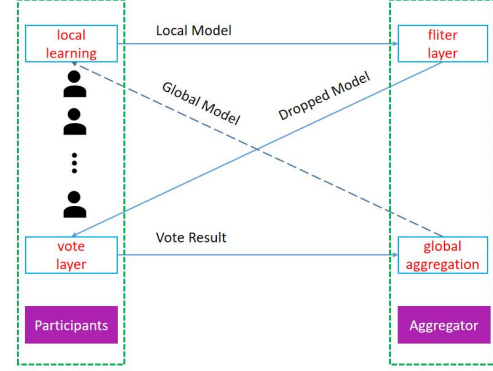 local
learning
Local Model
fliter
layer
Global Model
Dropped Model
vote
layer
Vote Result
global
aggregation
Participants
Aggregator